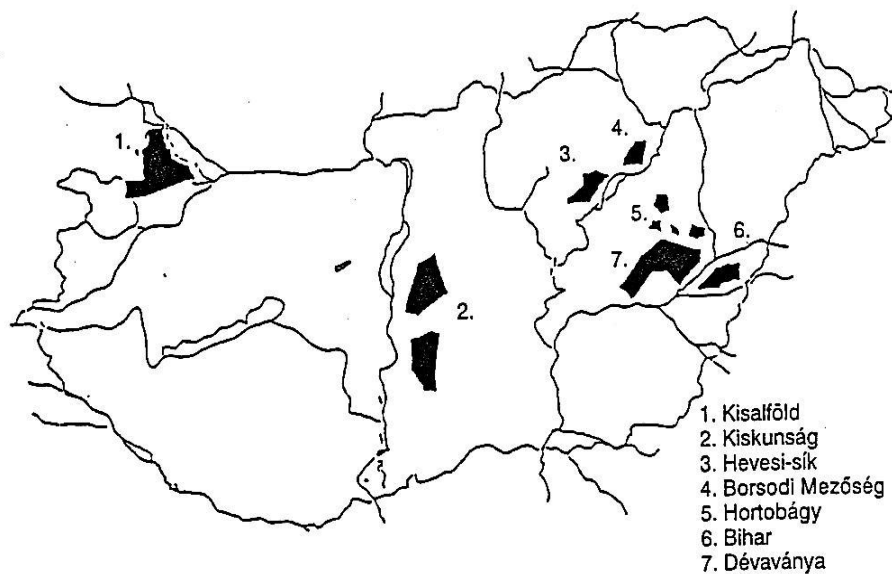 1.
2.
3.
4.
5.
6.
7.
1. Kisalföld
2. Kiskunság
3. Hevesi-sík
4. Borsodi Mezőség
5. Hortobágy
6. Bihar
7. Dévaványa